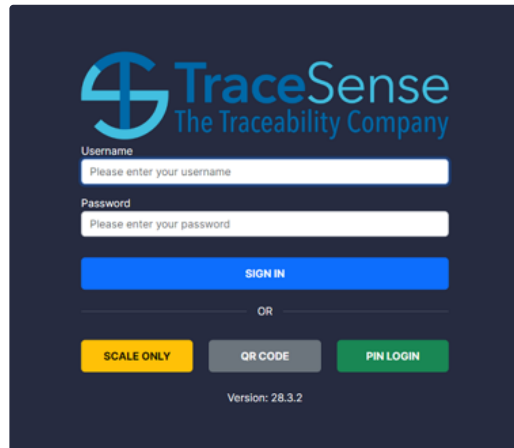 TraceSense
The Traceability Company
Username
Please enter your username
Password
Please enter your password
SIGN IN
OR
SCALE ONLY
QR CODE
PIN LOGIN
Version: 28.3.2